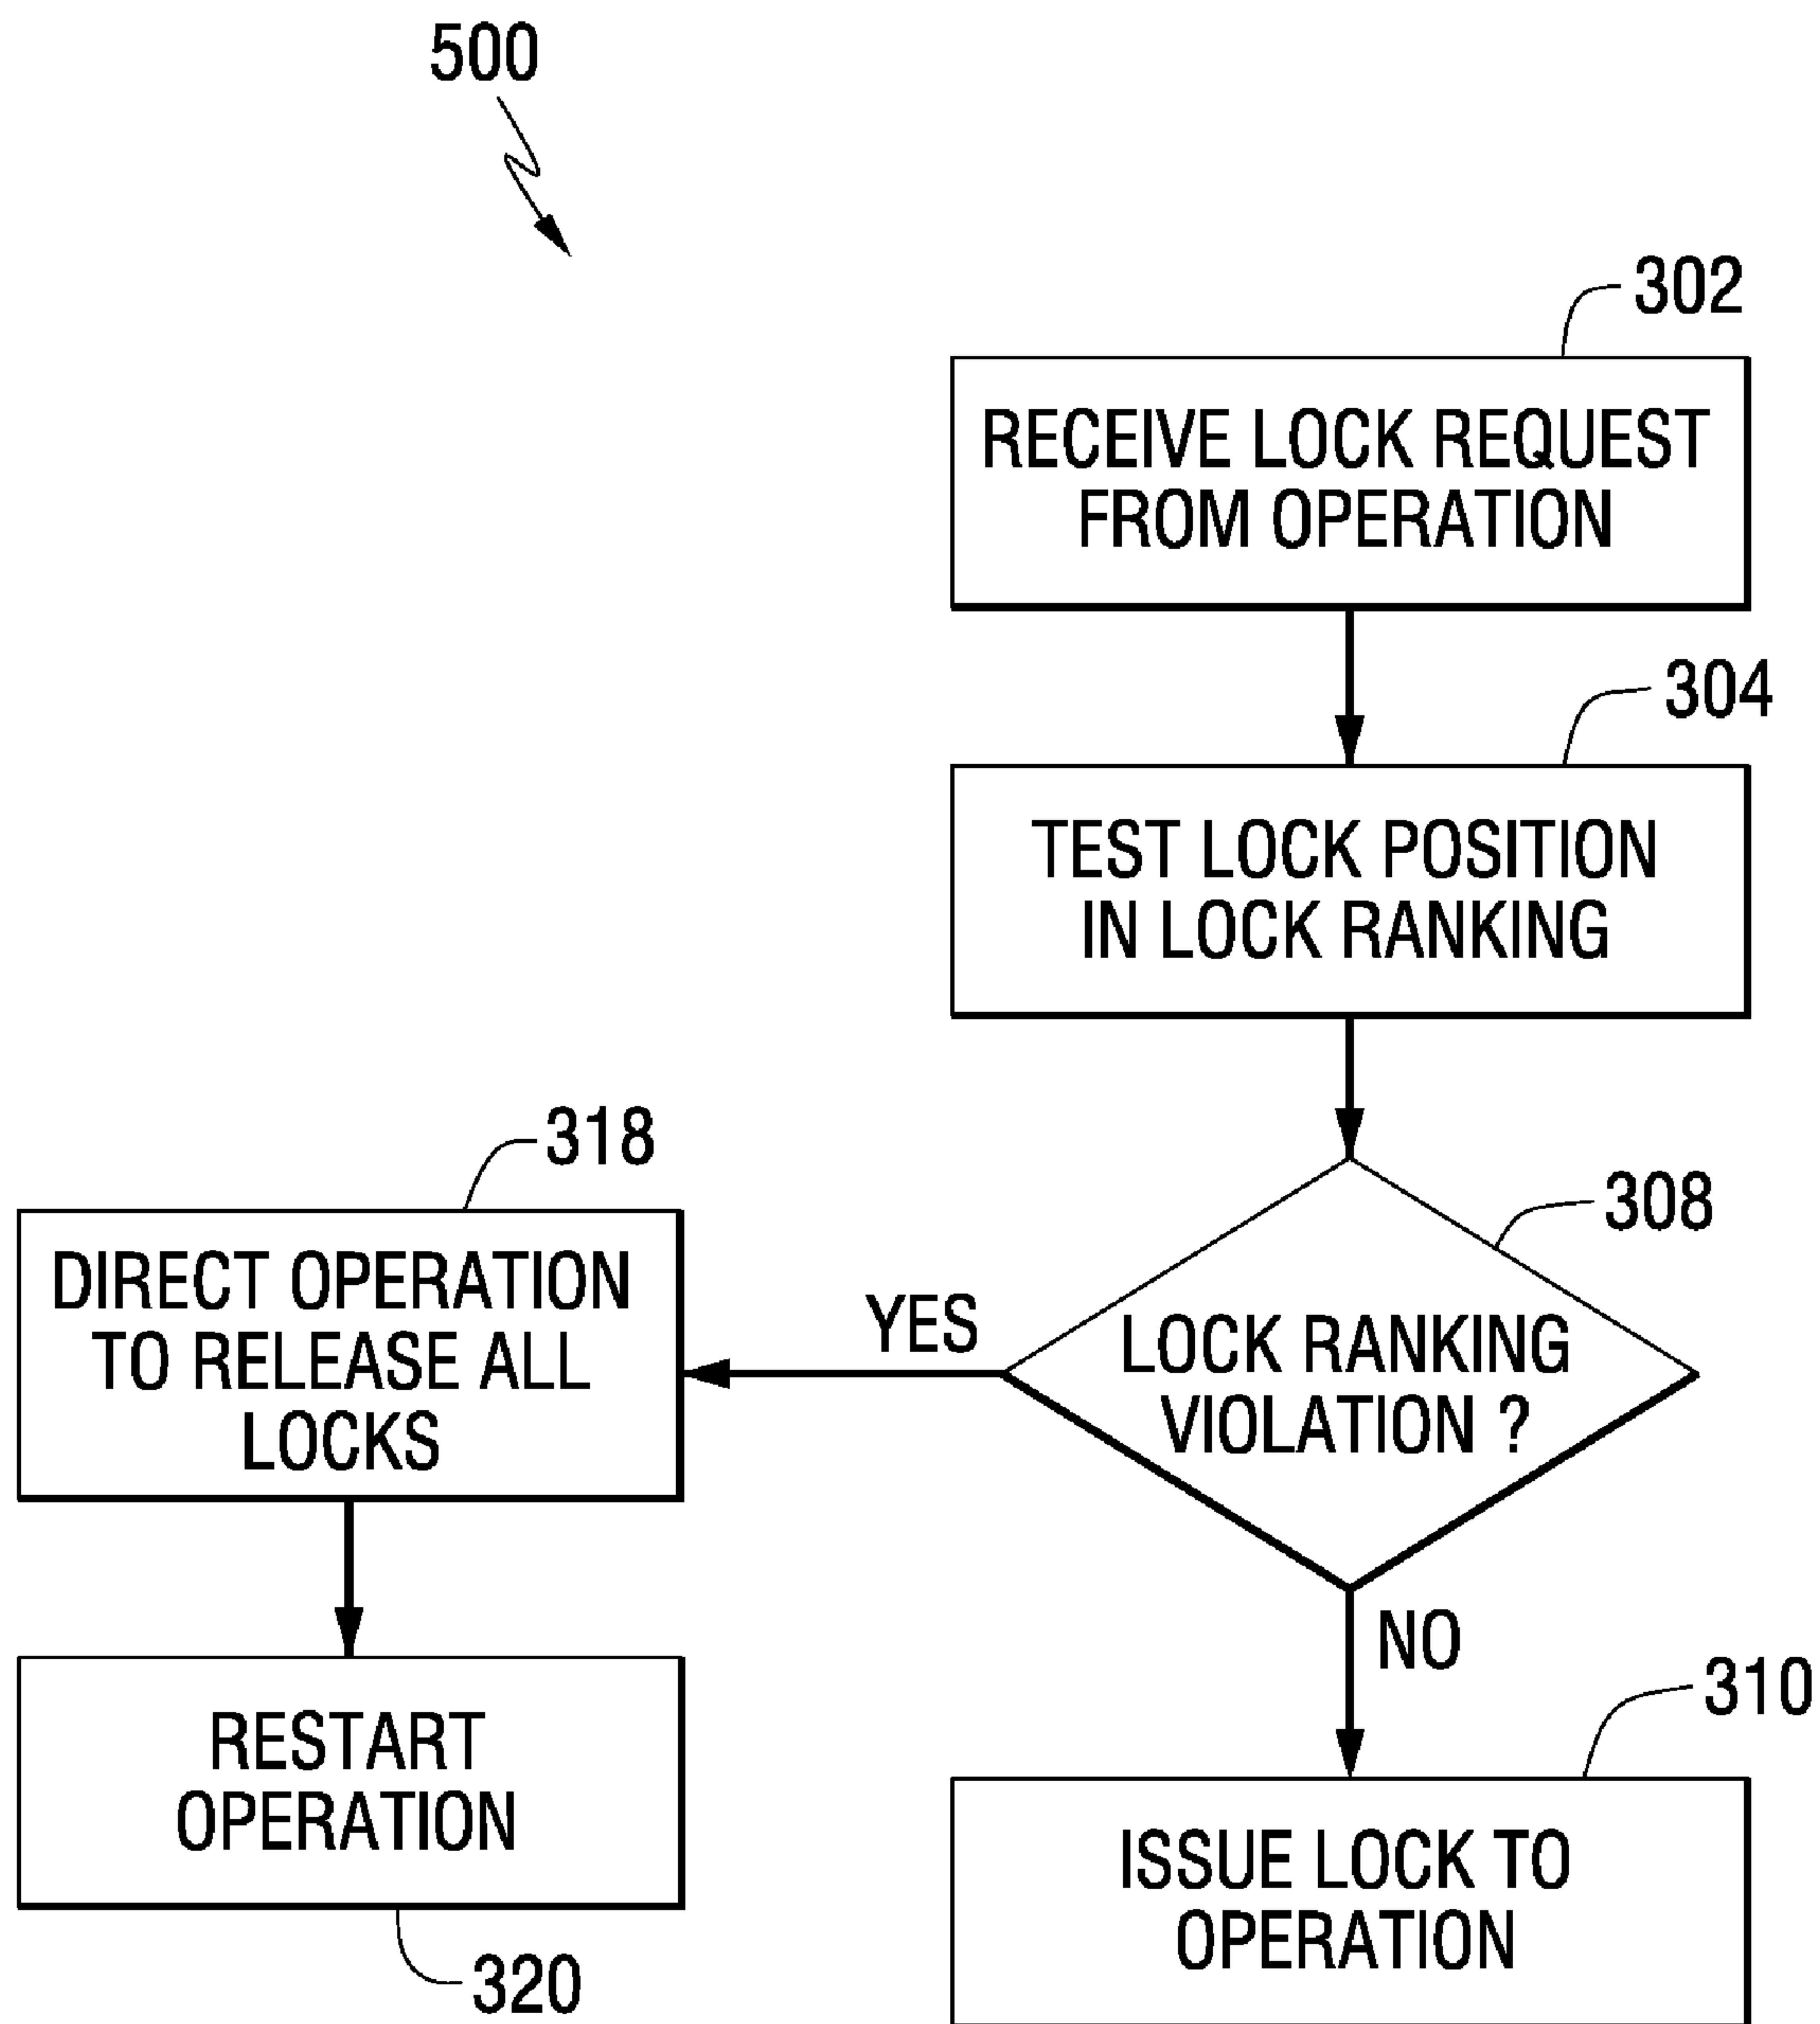 500
302
RECEIVE LOCK REQUEST
FROM OPERATION
304
TEST LOCK POSITION
IN LOCK RANKING
308
LOCK RANKING
VIOLATION ?
YES
318
DIRECT OPERATION
TO RELEASE ALL
LOCKS
RESTART
OPERATION
320
NO
310
ISSUE LOCK TO
OPERATION